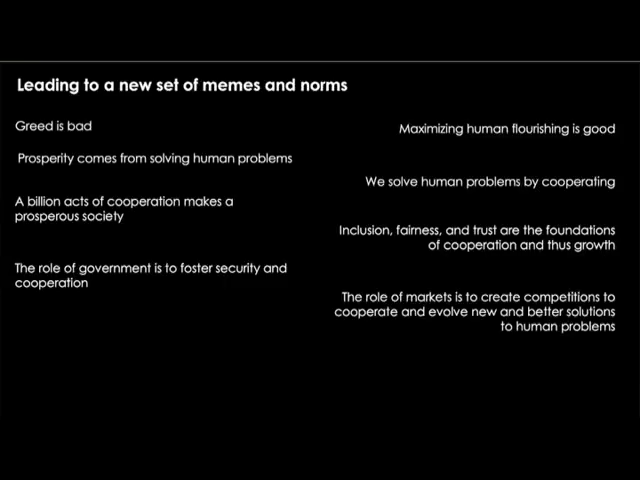 Leading to a new set of memes and norms
Greed is bad
Maximizing human flourishing is good
Prosperity comes from solving human problems
We solve human problems by cooperating
A billion acts of cooperation makes a
prosperous society
Inclusion, fairness, and trust are the foundations
of cooperation and thus growth
The role of government is to foster security and
cooperation
The role of markets is to create competitions to
cooperate and evolve new and better solutions
to human problems